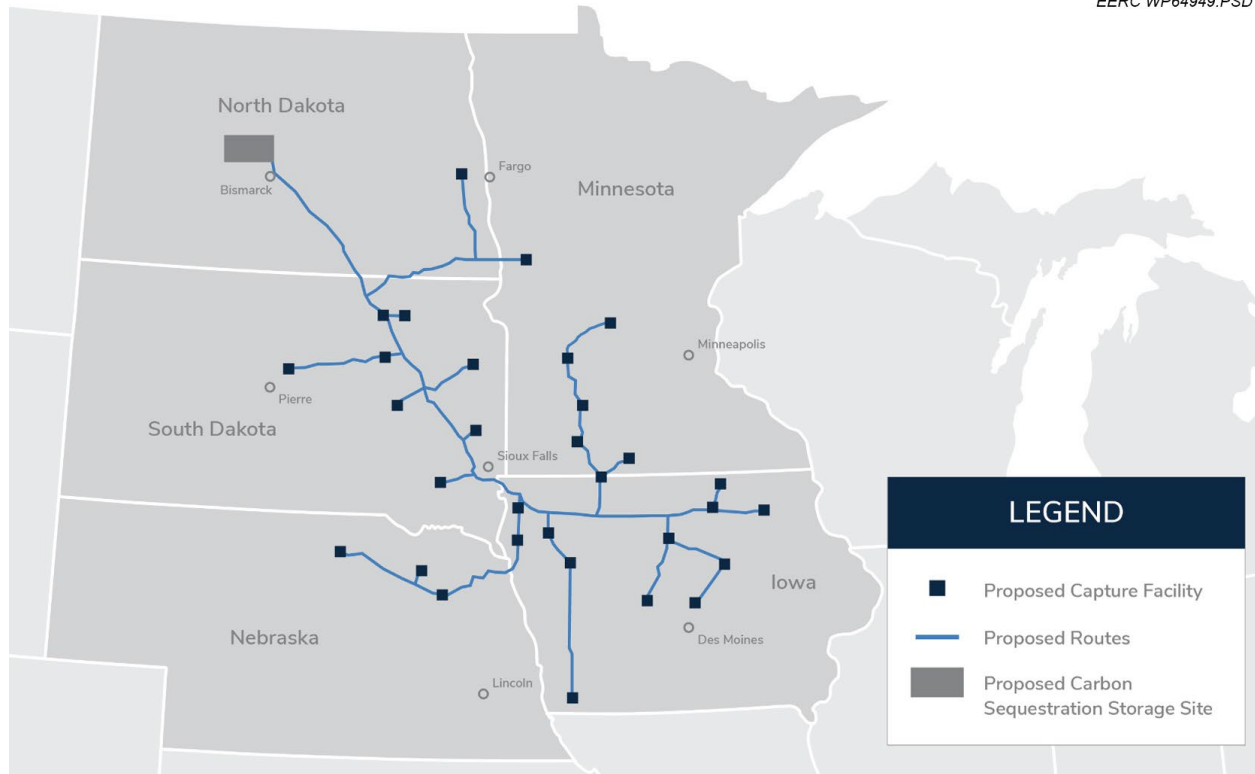 EERC WP64949.PSD
North Dakota
Fargo
Bismarck
Minnesota
Minneapolis
Pierre
South Dakota
Sioux Falls
LEGEND
Iowa
Proposed Capture Facility
Nebraska
Des Moines
Proposed Routes
Lincoln
Proposed Carbon
Sequestration Storage Site